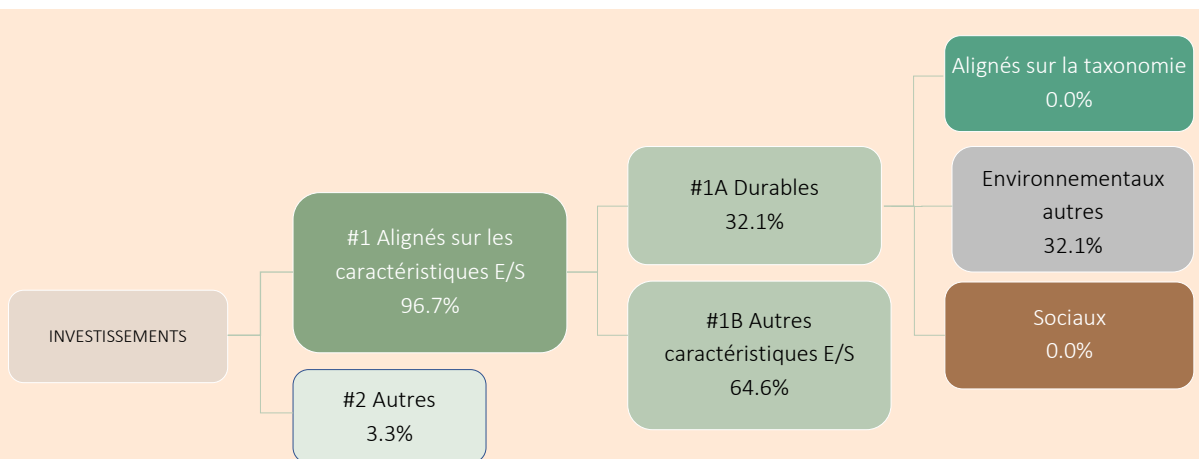 INVESTISSEMENTS
#1 Alignés sur les
caractéristiques E/S
96.7%
#2 Autres
3.3%
#1A Durables
32.1%
#1B Autres
caractéristiques E/S
64.6%
Alignés sur la taxonomie
0.0%
Environnementaux
autres
32.1%
Sociaux
0.0%